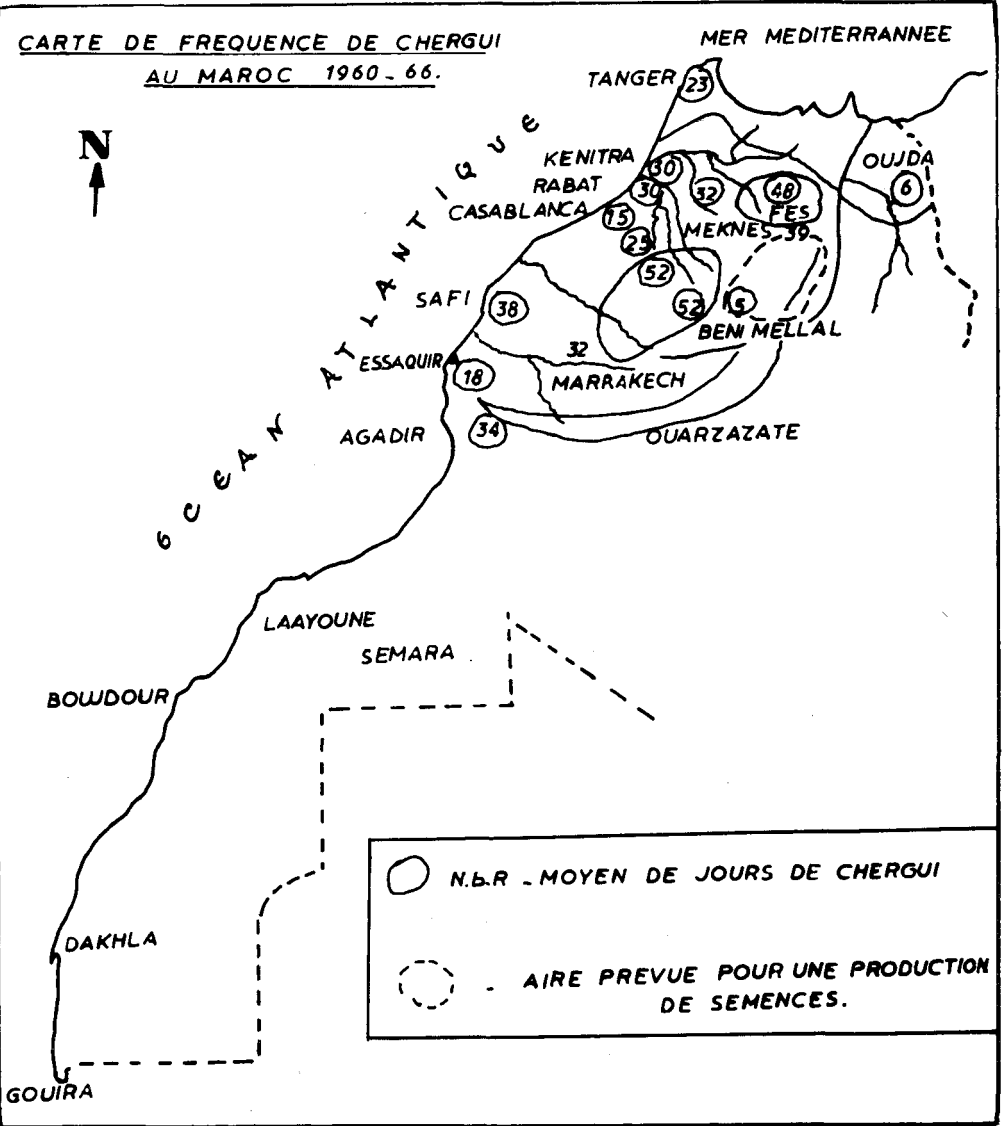 CARTE DE FREQUENCE DE CHERGUI
AU MAROC 1960-66.
MER MEDITERRANNEE
N
TANGER
23
OCEAN ATLANTIQUE
KENITRA
30
OUJDA
6
RABAT
30
32
48
FES
CASABLANCA
15
MEKNES
39
25
52
SAFI
38
52
5
BENI MELLAL
ESSAQUIR
32
18
MARRAKECH
AGADIR
34
OUARZAZATE
LAAYOUNE
SEMARA
BOWDOUR
N.b.R - MOYEN DE JOURS DE CHERGUI
DAKHLA
- AIRE PREVUE POUR UNE PRODUCTION
DE SEMENCES.
GOUIRA